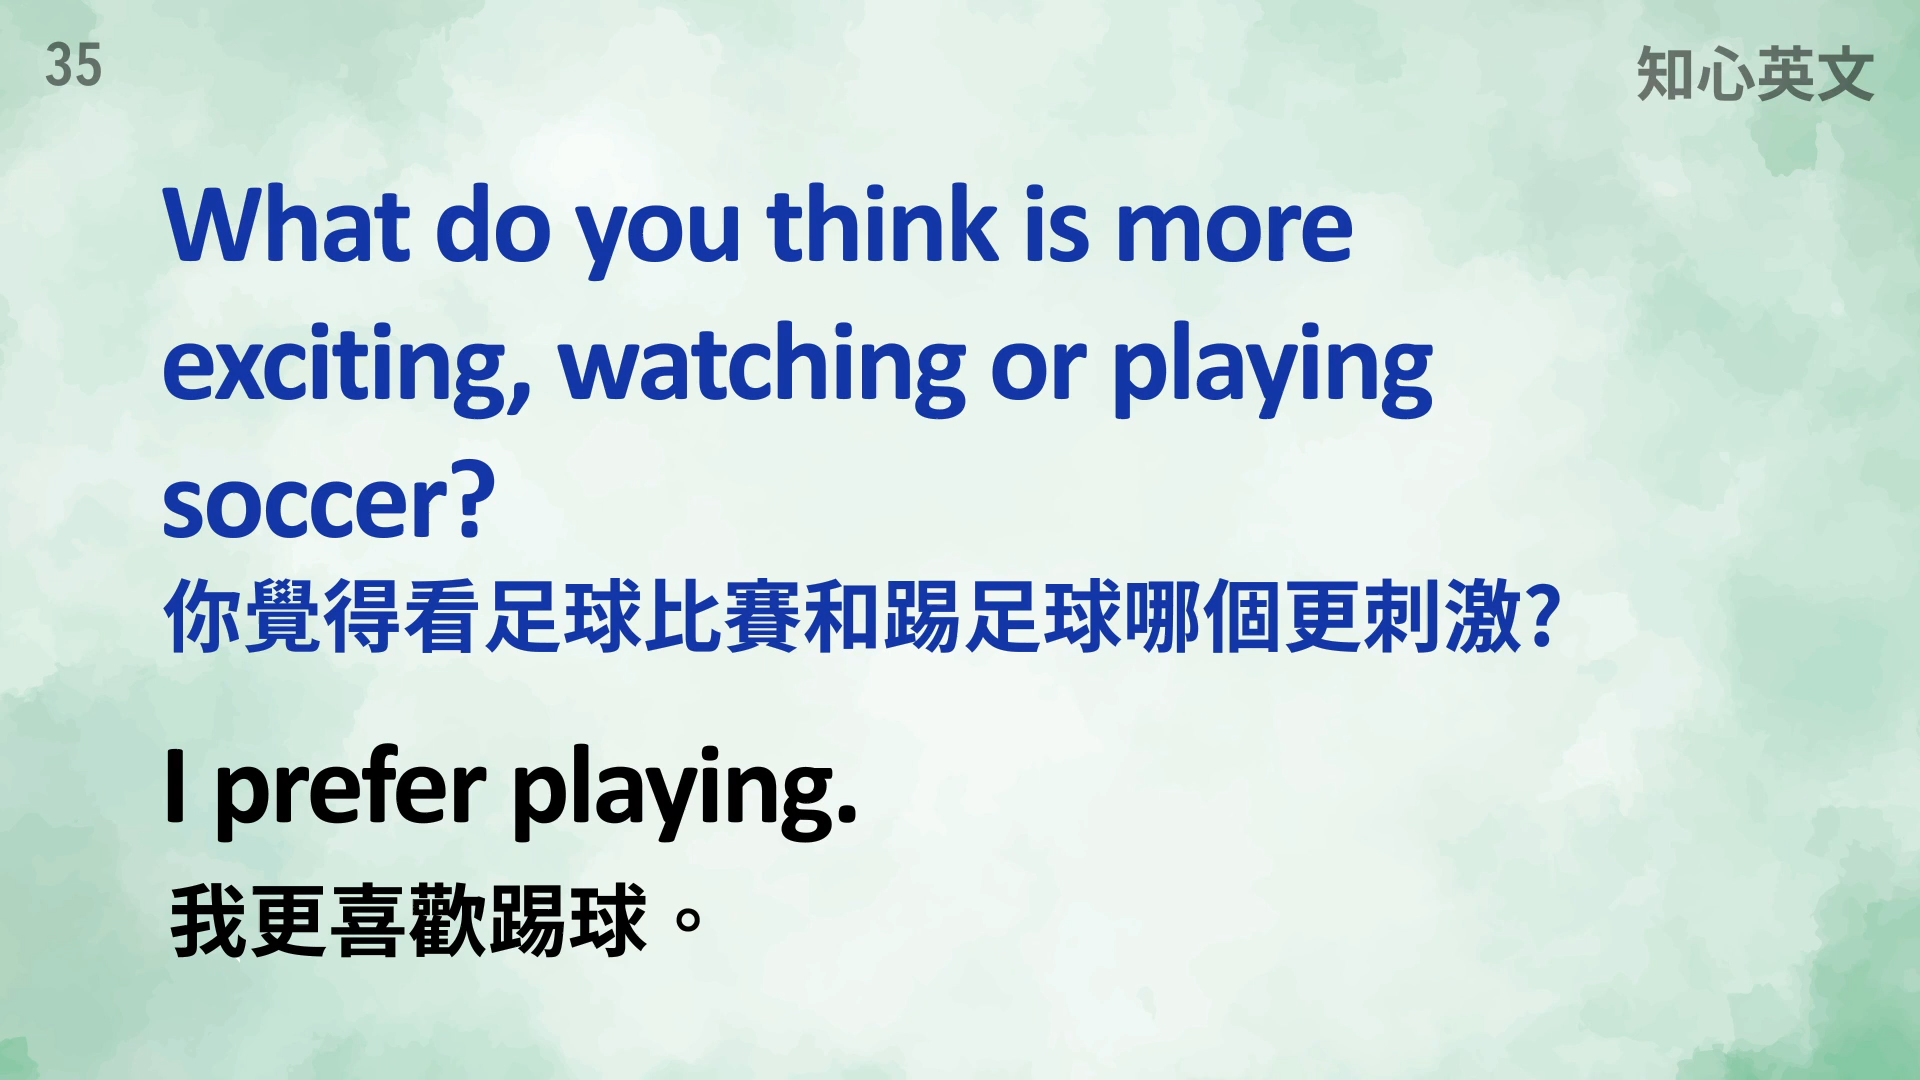 35
知心英文
What do you think is more
exciting, watching or playing
soccer?
你覺得看足球比賽和踢足球哪個更刺激?
I prefer playing.
我更喜歡踢球。